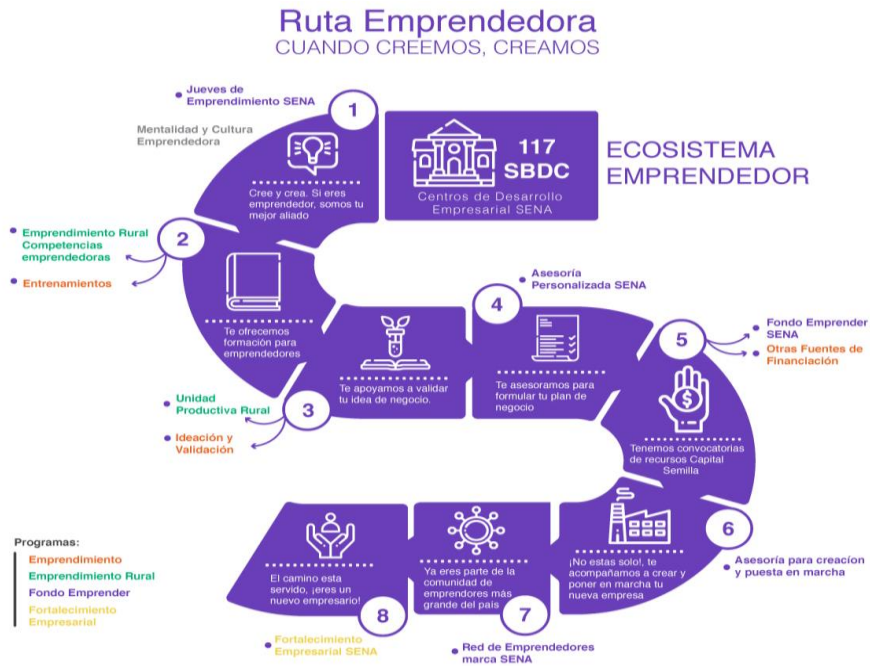 Ruta Emprendedora
CUANDO CREEMOS, CREAMOS
Jueves de
Emprendimiento SENA
1
Mentalidad y Cultura
Emprendedora
Cree y crea. Si eres
emprendedor, somos tu
mejor aliado
117
SBDC
Centros de Desarrollo
Empresarial SENA
ECOSISTEMA
EMPRENDEDOR
2
Emprendimiento Rural
Competencias
emprendedoras
Entrenamientos
Te ofrecemos
formación para
emprendedores
Unidad
Productiva Rural
3
Ideación y
Validación
Te apoyamos a validar
tu idea de negocio.
4
Asesoría
Personalizada SENA
Te asesoramos para
formular tu plan de
negocio
5
Fondo Emprender
SENA
Otras Fuentes de
Financiación
$
Tenemos convocatorias
de recursos Capital
Semilla
6
Asesoría para creacíon
y puesta en marcha
¡No estas solo!, te
acompañamos a crear y
poner en marcha tu
nueva empresa
Ya eres parte de la
comunidad de
emprendores más
grande del país
7
Red de Emprendedores
marca SENA
El camino esta
servido, ¡eres un
nuevo empresario!
8
Fortalecimiento
Empresarial SENA
Programas:
Emprendimiento
Emprendimiento Rural
Fondo Emprender
Fortalecimiento
Empresarial